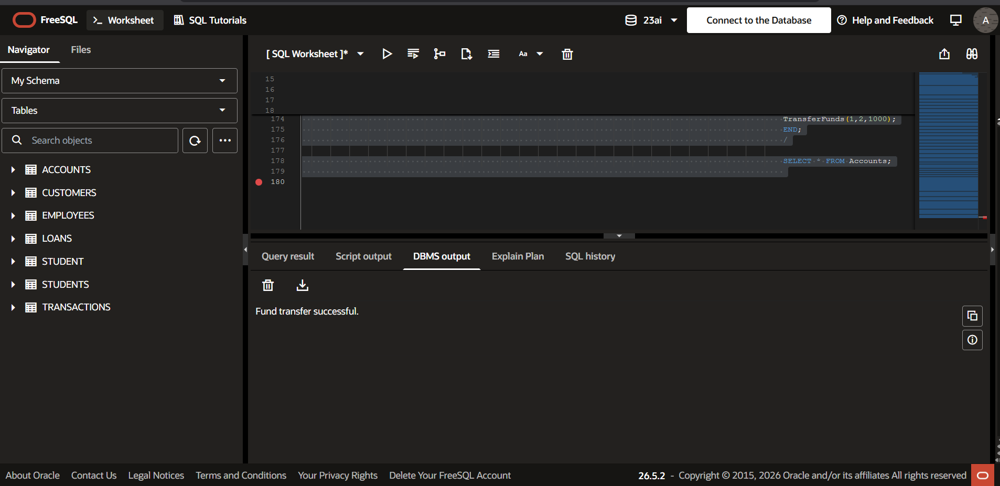 FreeSQL
>_ Worksheet
SQL Tutorials
23ai
Connect to the Database
Help and Feedback
A
Navigator
Files
My Schema
Tables
Search objects
ACCOUNTS
CUSTOMERS
EMPLOYEES
LOANS
STUDENT
STUDENTS
TRANSACTIONS
[ SQL Worksheet ]*
Aa
15
16
17
18
174 TransferFunds(1,2,1000);
175 END;
176 /
177
178 SELECT * FROM Accounts;
179
180
Query result
Script output
DBMS output
Explain Plan
SQL history
Fund transfer successful.
About Oracle
Contact Us
Legal Notices
Terms and Conditions
Your Privacy Rights
Delete Your FreeSQL Account
26.5.2 - Copyright © 2015, 2026 Oracle and/or its affiliates All rights reserved